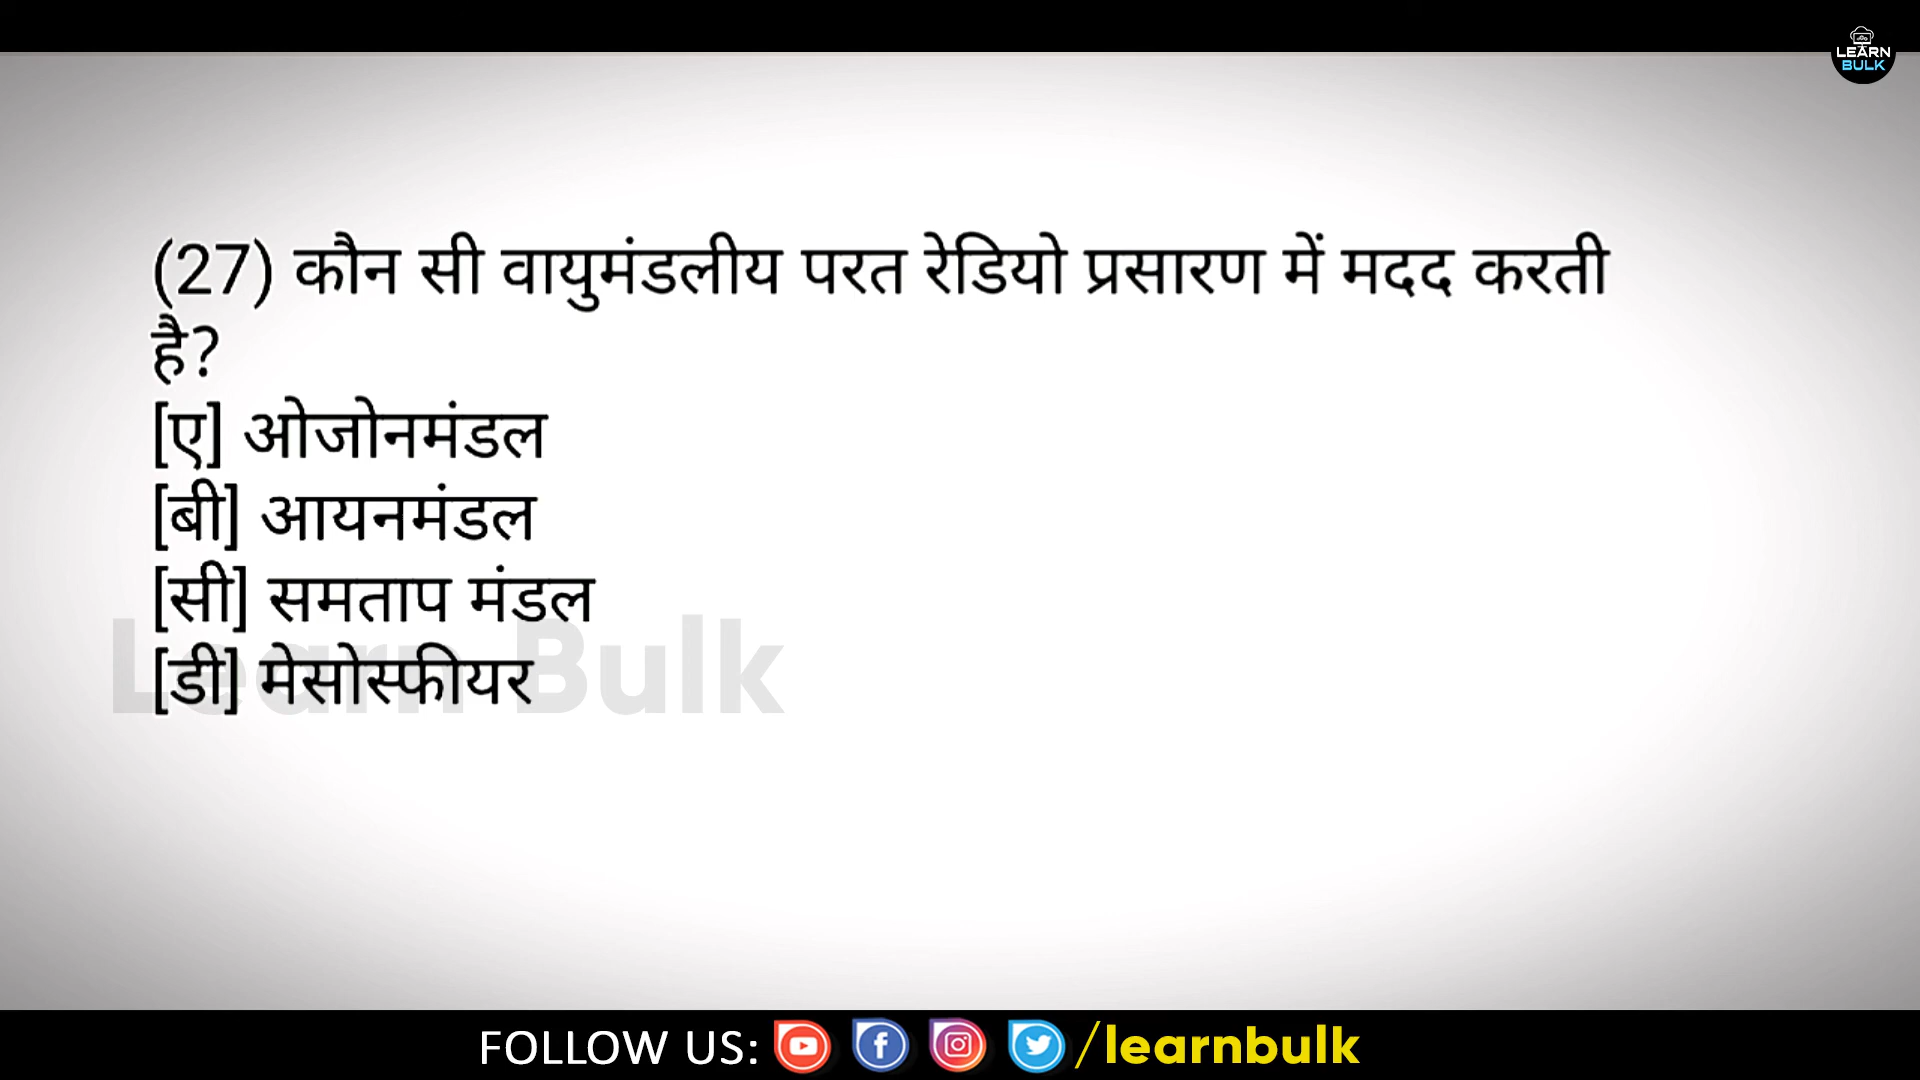 LEARN
BULK
(27) कौन सी वायुमंडलीय परत रेडियो प्रसारण में मदद करती
है?
[ए] ओजोनमंडल
[बी] आयनमंडल
[सी] समताप मंडल
[डी] मेसोस्फीयर
Learn Bulk
FOLLOW US: /learnbulk